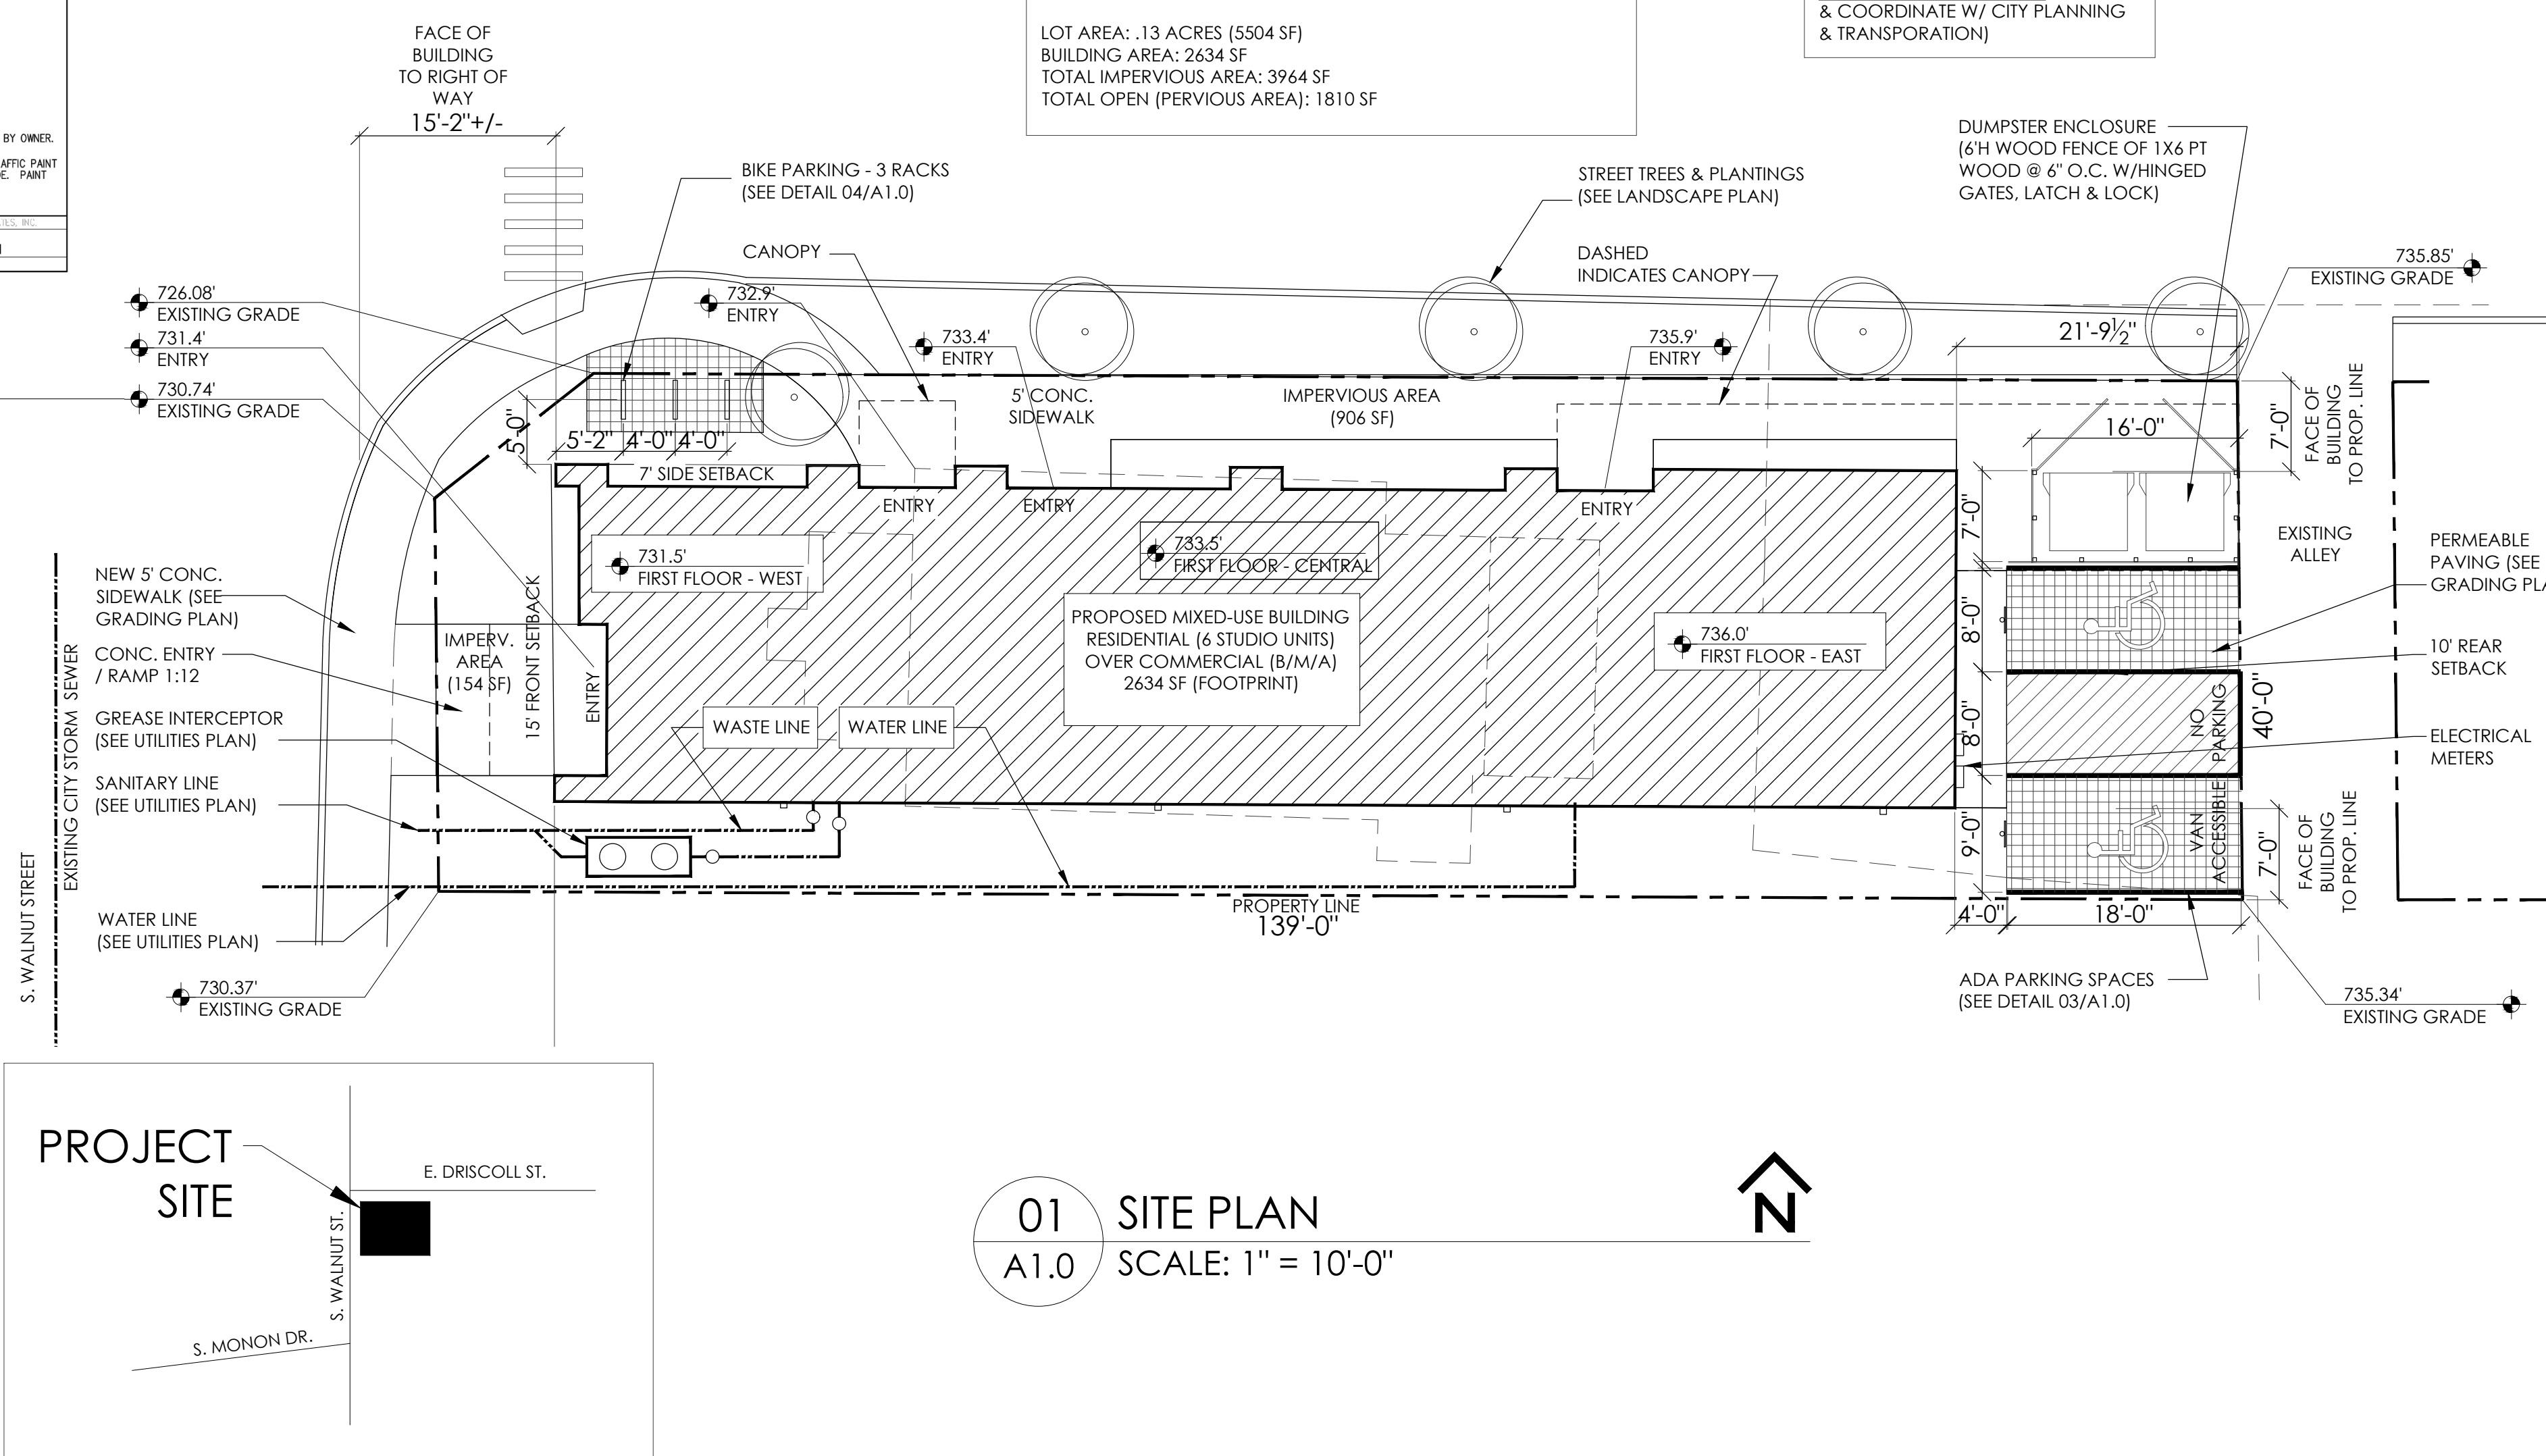 BY OWNER.
AFFIC PAINT
E. PAINT
TES, INC.
FACE OF
BUILDING
TO RIGHT OF
WAY
15'-2"+/-
LOT AREA: .13 ACRES (5504 SF)
BUILDING AREA: 2634 SF
TOTAL IMPERVIOUS AREA: 3964 SF
TOTAL OPEN (PERVIOUS AREA): 1810 SF
& COORDINATE W/ CITY PLANNING
& TRANSPORATION)
BIKE PARKING - 3 RACKS
(SEE DETAIL 04/A1.0)
CANOPY
STREET TREES & PLANTINGS
(SEE LANDSCAPE PLAN)
DASHED
INDICATES CANOPY
DUMPSTER ENCLOSURE
(6'H WOOD FENCE OF 1X6 PT
WOOD @ 6" O.C. W/HINGED
GATES, LATCH & LOCK)
735.85'
EXISTING GRADE
726.08'
EXISTING GRADE
731.4'
ENTRY
730.74'
EXISTING GRADE
732.9'
ENTRY
733.4'
ENTRY
735.9'
ENTRY
21'-9½"
5' CONC.
SIDEWALK
IMPERVIOUS AREA
(906 SF)
5'-0"
5'-2"
4'-0"
4'-0"
7' SIDE SETBACK
16'-0"
7'-0"
FACE OF
BUILDING
TO PROP. LINE
ENTRY
ENTRY
ENTRY
731.5'
FIRST FLOOR - WEST
733.5'
FIRST FLOOR - CENTRAL
736.0'
FIRST FLOOR - EAST
PROPOSED MIXED-USE BUILDING
RESIDENTIAL (6 STUDIO UNITS)
OVER COMMERCIAL (B/M/A)
2634 SF (FOOTPRINT)
WASTE LINE
WATER LINE
7'-0"
8'-0"
8'-0"
9'-0"
EXISTING
ALLEY
PERMEABLE
PAVING (SEE
GRADING PLA
10' REAR
SETBACK
ELECTRICAL
METERS
NO
PARKING
40'-0"
VAN
ACCESSIBLE
7'-0"
FACE OF
BUILDING
TO PROP. LINE
NEW 5' CONC.
SIDEWALK (SEE
GRADING PLAN)
CONC. ENTRY
/ RAMP 1:12
GREASE INTERCEPTOR
(SEE UTILITIES PLAN)
SANITARY LINE
(SEE UTILITIES PLAN)
WATER LINE
(SEE UTILITIES PLAN)
730.37'
EXISTING GRADE
IMPERV.
AREA
(154 SF)
15' FRONT SETBACK
ENTRY
S. WALNUT STREET
EXISTING CITY STORM SEWER
PROPERTY LINE
139'-0"
4'-0"
18'-0"
ADA PARKING SPACES
(SEE DETAIL 03/A1.0)
735.34'
EXISTING GRADE
PROJECT
SITE
E. DRISCOLL ST.
S. WALNUT ST.
S. MONON DR.
01
A1.0
SITE PLAN
SCALE: 1" = 10'-0"
N